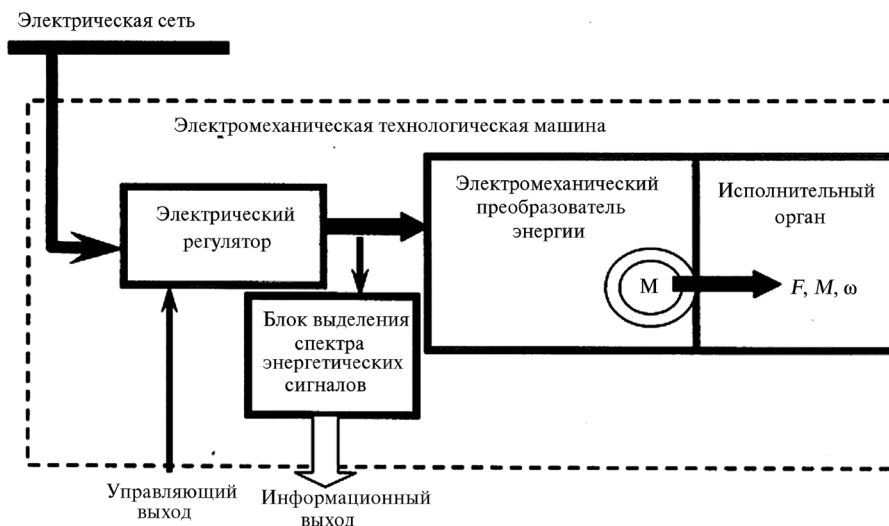 Электрическая сеть
Электромеханическая технологическая машина
Электрический
регулятор
Электромеханический
преобразователь
энергии
Исполнительный
орган
М
F, M, ω
Блок выделения
спектра
энергетических
сигналов
Управляющий
выход
Информационный
выход